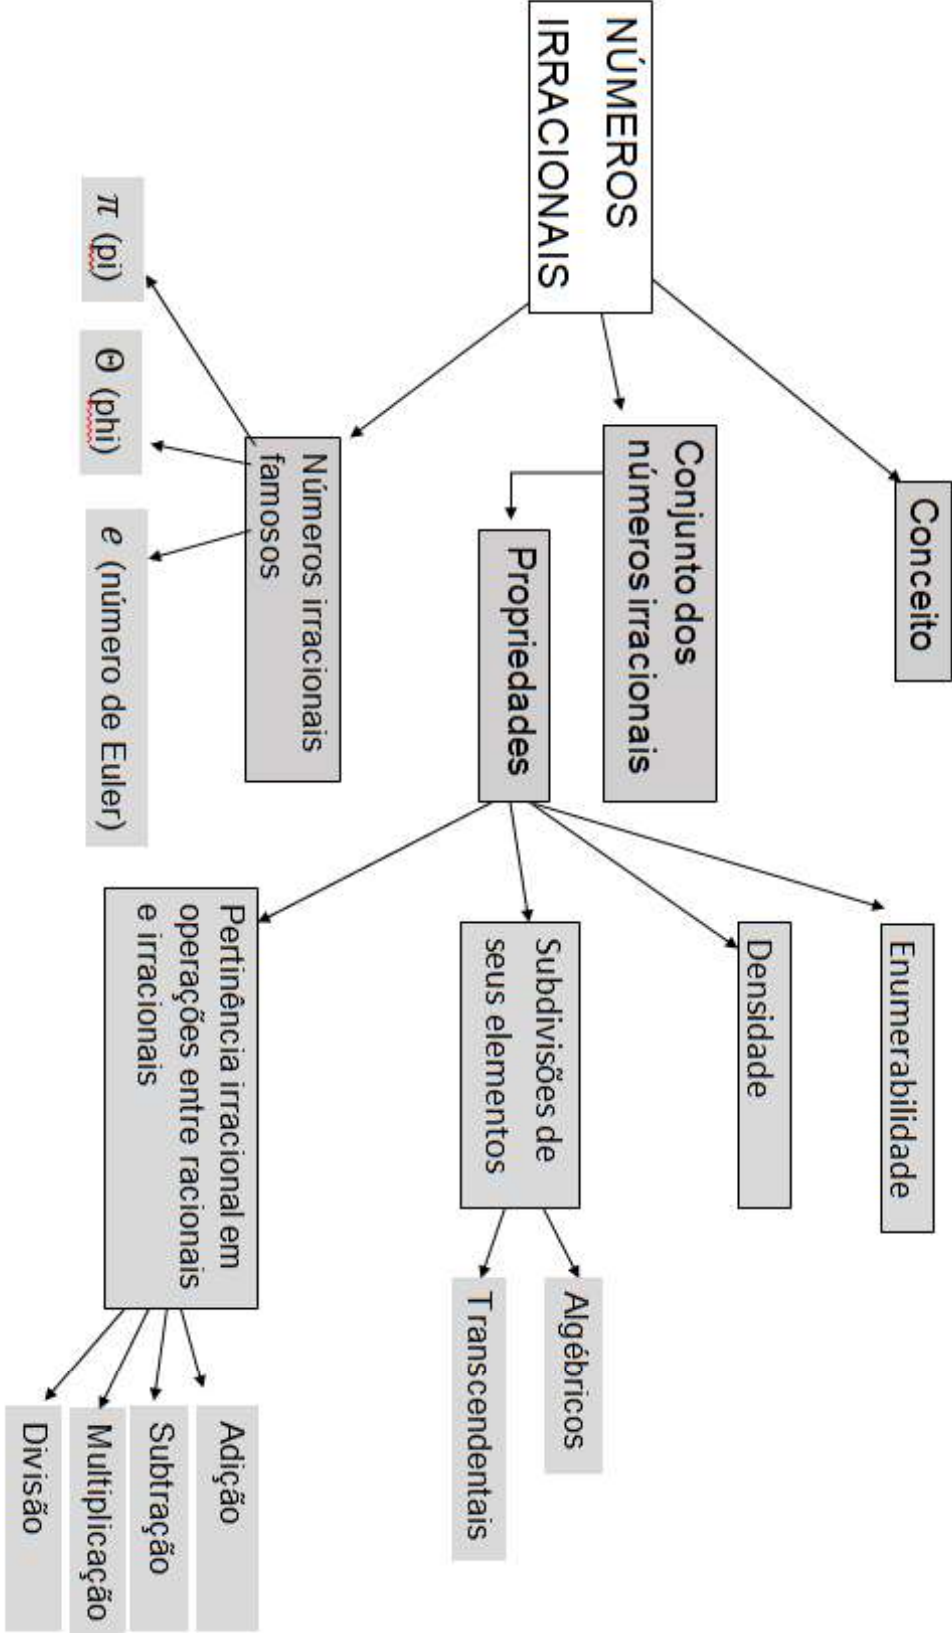 NÚMEROS
IRRACIONAIS
Conceito
Conjunto dos
números irracionais
Propriedades
Enumerabilidade
Densidade
Subdivisões de
seus elementos
Algébricos
Transcendentais
Pertinência irracional em
operações entre racionais
e irracionais
Adição
Subtração
Multiplicação
Divisão
Números irracionais
famosos
π (pi)
Θ (phi)
e (número de Euler)